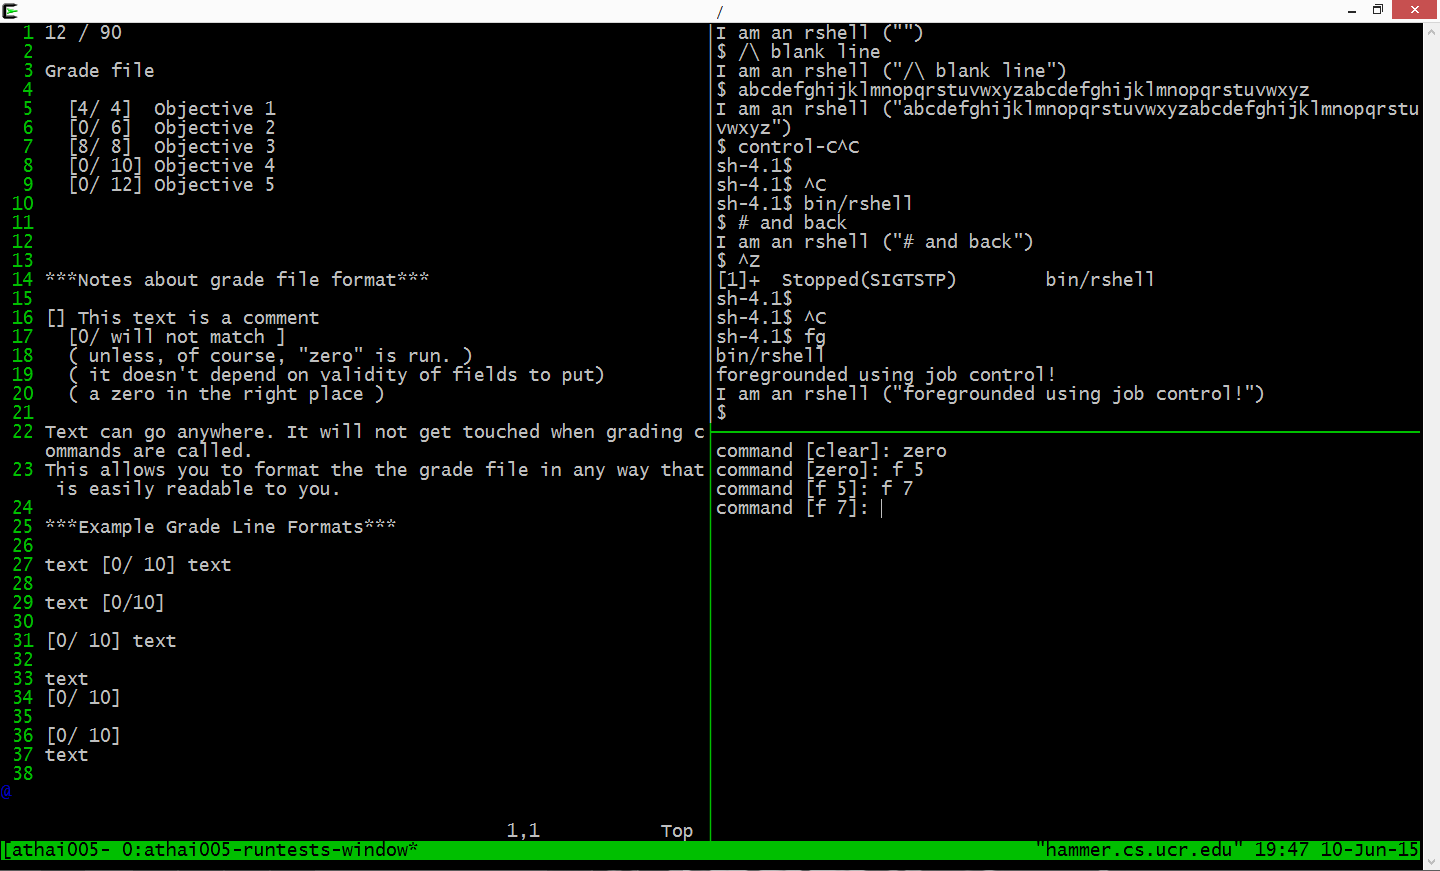 /
1 12 / 90
2
3 Grade file
4
5   [4/ 4]  Objective 1
6   [0/ 6]  Objective 2
7   [8/ 8]  Objective 3
8   [0/ 10] Objective 4
9   [0/ 12] Objective 5
10
11
12
13
14 ***Notes about grade file format***
15
16 [] This text is a comment
17   [0/ will not match ]
18   ( unless, of course, "zero" is run. )
19   ( it doesn't depend on validity of fields to put)
20   ( a zero in the right place )
21
22 Text can go anywhere. It will not get touched when grading c
ommands are called.
23 This allows you to format the the grade file in any way that
 is easily readable to you.
24
25 ***Example Grade Line Formats***
26
27 text [0/ 10] text
28
29 text [0/10]
30
31 [0/ 10] text
32
33 text
34 [0/ 10]
35
36 [0/ 10]
37 text
38
@
1,1 Top
I am an rshell ("")
$ /\ blank line
I am an rshell ("/\ blank line")
$ abcdefghijklmnopqrstuvwxyzabcdefghijklmnopqrstuvwxyz
I am an rshell ("abcdefghijklmnopqrstuvwxyzabcdefghijklmnopqrstu
vwxyz")
$ control-C^C
sh-4.1$
sh-4.1$ ^C
sh-4.1$ bin/rshell
$ # and back
I am an rshell ("# and back")
$ ^Z
[1]+  Stopped(SIGTSTP)        bin/rshell
sh-4.1$
sh-4.1$ ^C
sh-4.1$ fg
bin/rshell
foregrounded using job control!
I am an rshell ("foregrounded using job control!")
$
command [clear]: zero
command [zero]: f 5
command [f 5]: f 7
command [f 7]:
[athai005- 0:athai005-runtests-window* "hammer.cs.ucr.edu" 19:47 10-Jun-15